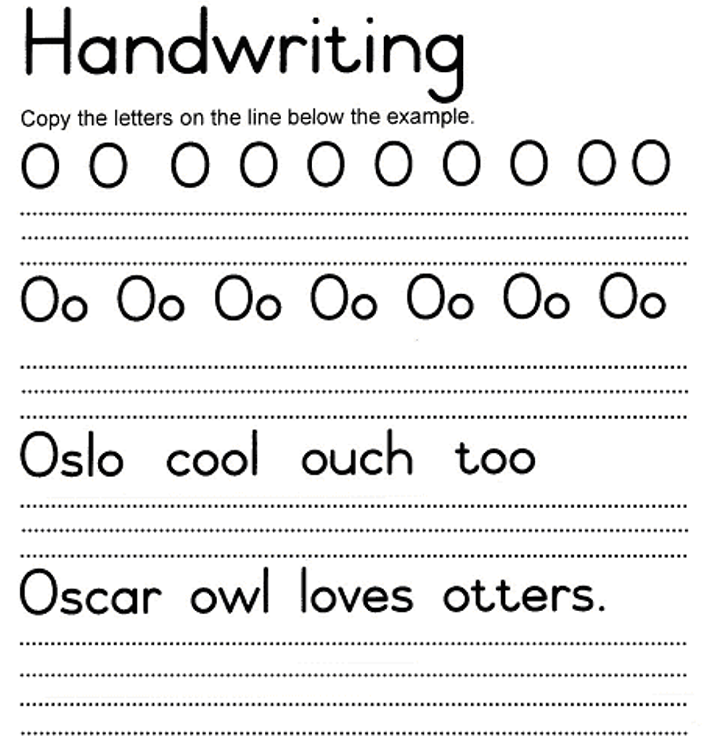 Handwriting
Copy the letters on the line below the example.
O O O O O O O O O O
Oo Oo Oo Oo Oo Oo Oo
Oslo cool ouch too
Oscar owl loves otters.